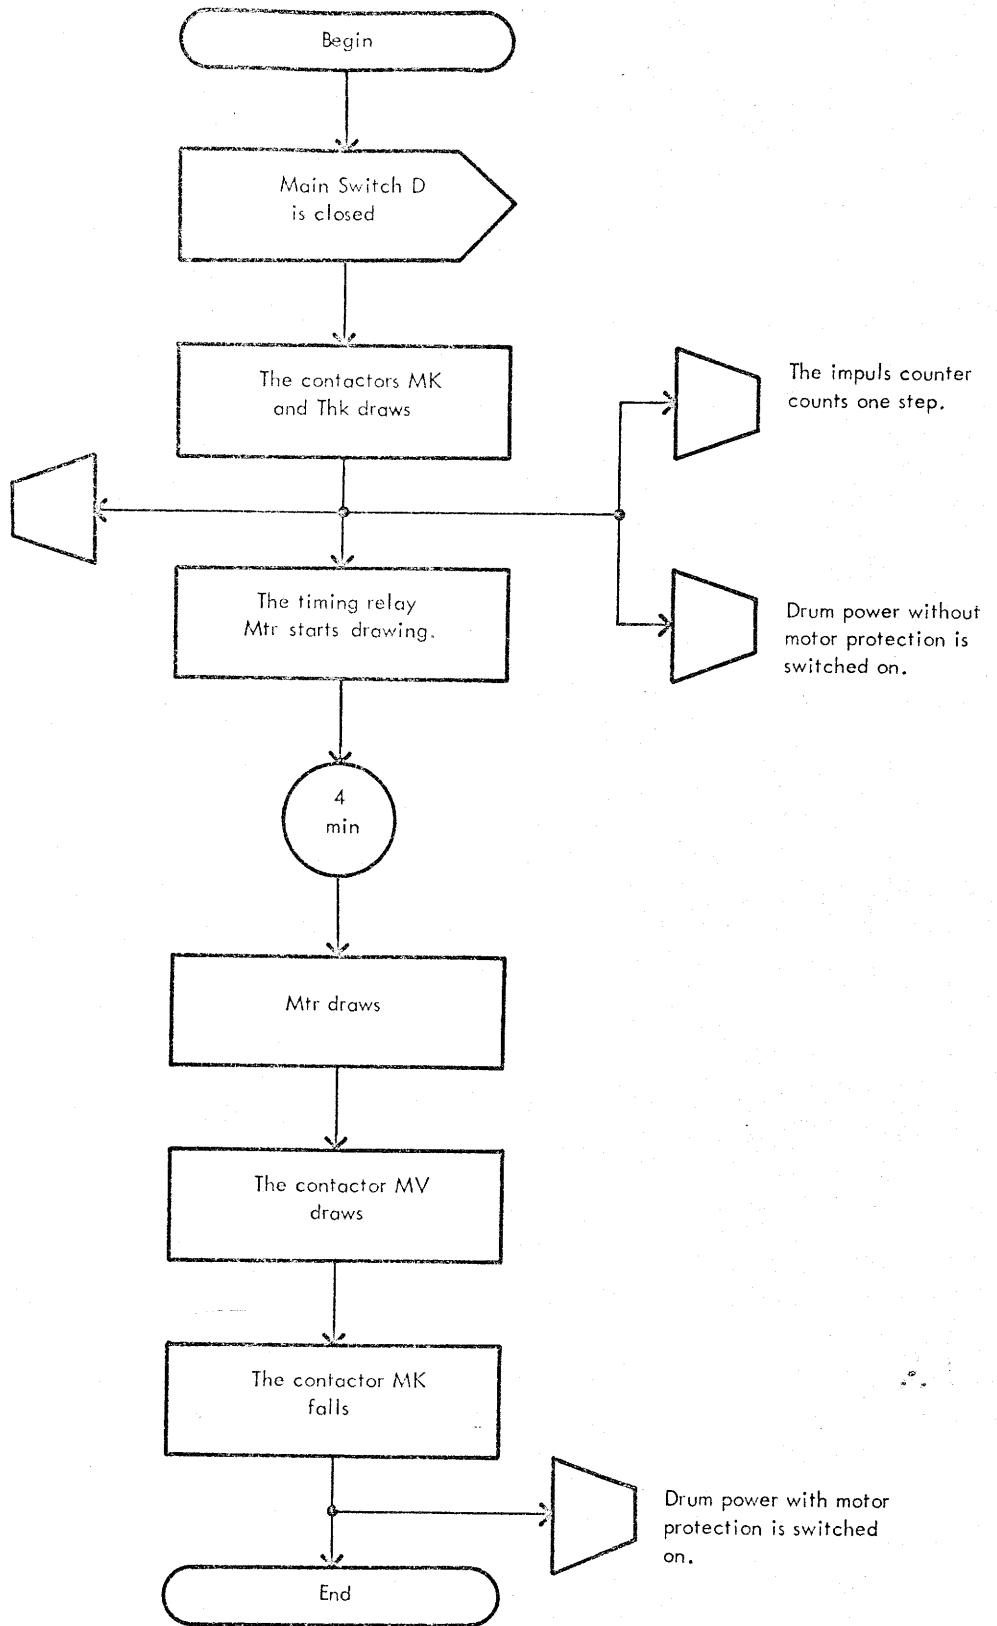 Begin
Main Switch D
is closed
The contactors MK
and Thk draws
The impuls counter
counts one step.
The timing relay
Mtr starts drawing.
Drum power without
motor protection is
switched on.
4
min
Mtr draws
The contactor MV
draws
The contactor MK
falls
Drum power with motor
protection is switched
on.
End